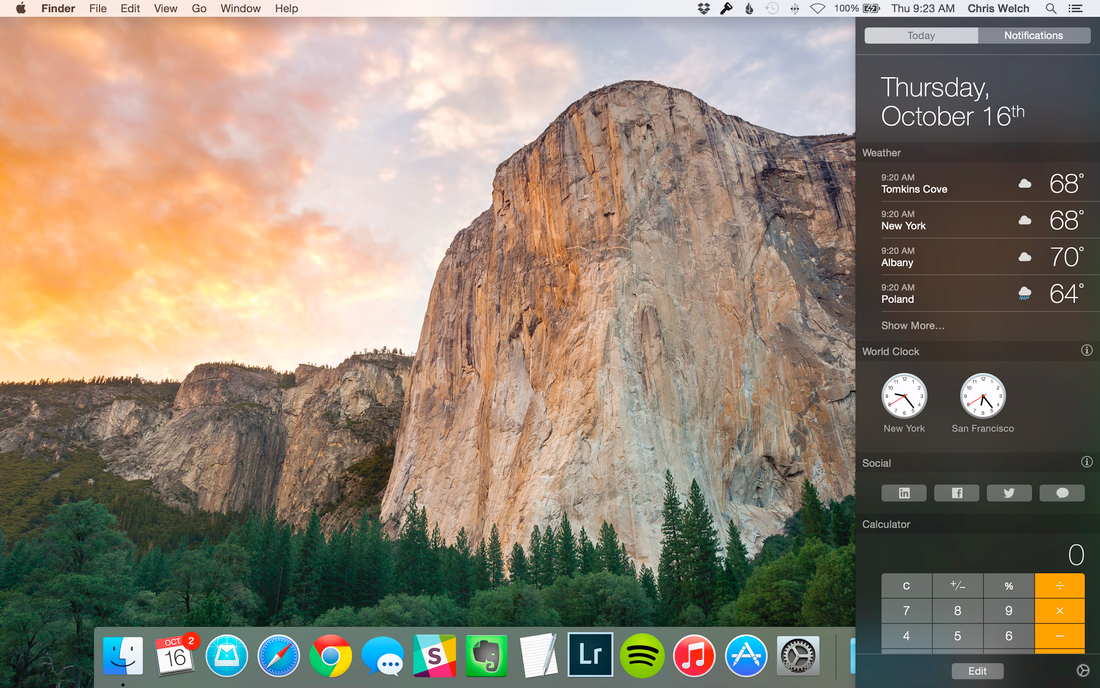 Finder File Edit View Go Window Help 100% Thu 9:23 AM Chris Welch
Today Notifications
Thursday,
October 16th
Weather
9:20 AM
Tomkins Cove 68°
9:20 AM
New York 68°
9:20 AM
Albany 70°
9:20 AM
Poland 64°
Show More...
World Clock
New York San Francisco
Social
Calculator
0
C +/− % ÷
7 8 9 ×
4 5 6 −
Edit
OCT 2
16
S
Lr